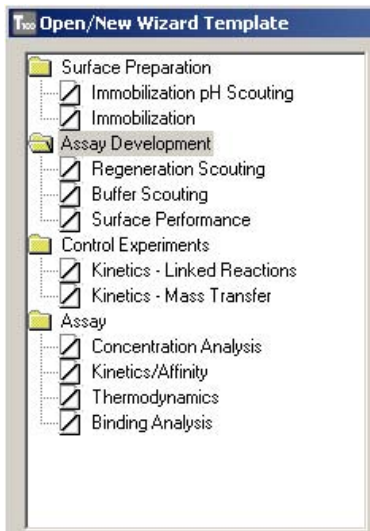 T100 Open/New Wizard Template
Surface Preparation
Immobilization pH Scouting
Immobilization
Assay Development
Regeneration Scouting
Buffer Scouting
Surface Performance
Control Experiments
Kinetics - Linked Reactions
Kinetics - Mass Transfer
Assay
Concentration Analysis
Kinetics/Affinity
Thermodynamics
Binding Analysis